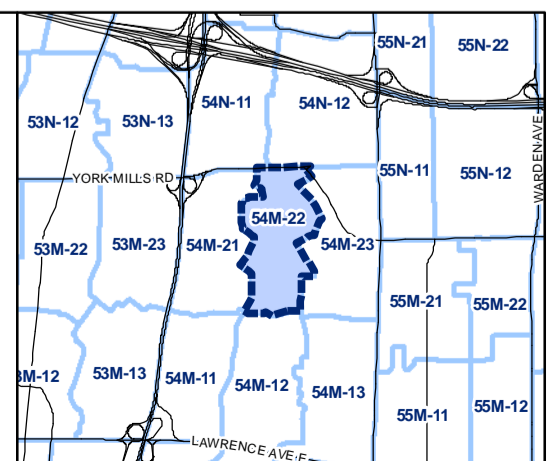 55N-21
55N-22
54N-11
54N-12
53N-12
53N-13
WARDEN AVE
55N-11
55N-12
YORK MILLS RD
54M-22
53M-22
53M-23
54M-21
54M-23
55M-21
55M-22
3M-12
53M-13
54M-11
54M-12
54M-13
55M-11
55M-12
LAWRENCE AVE E